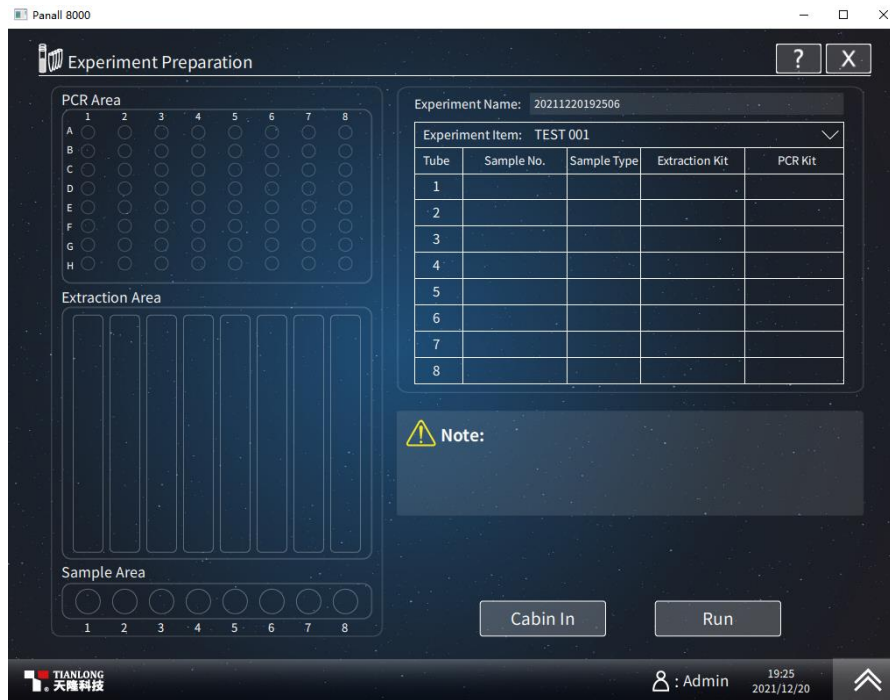 Panall 8000
Experiment Preparation
? X
PCR Area
1 2 3 4 5 6 7 8
A
B
C
D
E
F
G
H
Extraction Area
Sample Area
1 2 3 4 5 6 7 8
Experiment Name: 20211220192506
Experiment Item: TEST 001
Tube Sample No. Sample Type Extraction Kit PCR Kit
1
2
3
4
5
6
7
8
Note:
Cabin In Run
TIANLONG
天隆科技
: Admin
19:25
2021/12/20